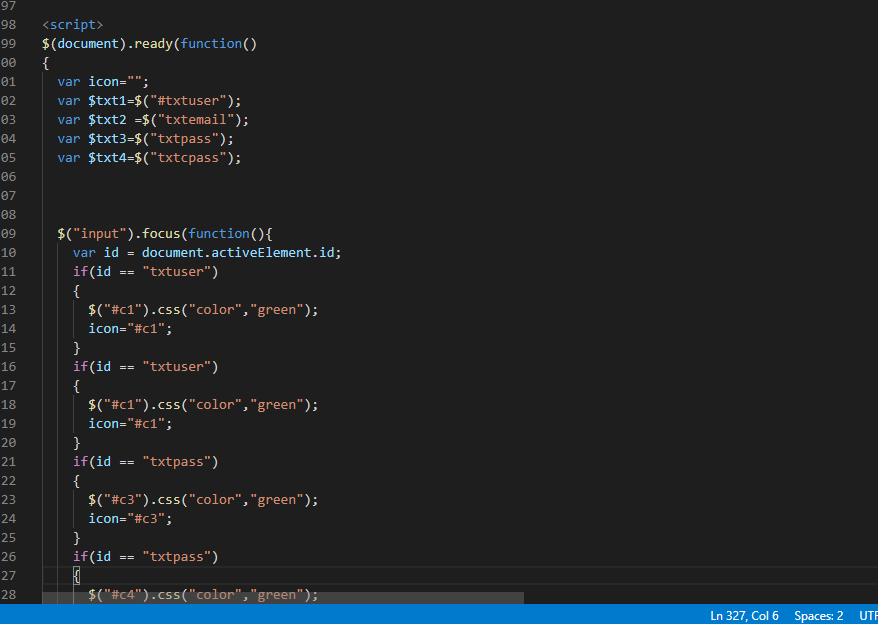 97
98 <script>
99 $(document).ready(function()
00 {
01 var icon="";
02 var $txt1=$("#txtuser");
03 var $txt2 =$("txtemail");
04 var $txt3=$("txtpass");
05 var $txt4=$("txtcpass");
06
07
08
09 $("input").focus(function(){
10 var id = document.activeElement.id;
11 if(id == "txtuser")
12 {
13 $("#c1").css("color","green");
14 icon="#c1";
15 }
16 if(id == "txtuser")
17 {
18 $("#c1").css("color","green");
19 icon="#c1";
20 }
21 if(id == "txtpass")
22 {
23 $("#c3").css("color","green");
24 icon="#c3";
25 }
26 if(id == "txtpass")
27 {
28 $("#c4").css("color","green");
Ln 327, Col 6 Spaces: 2 UTF